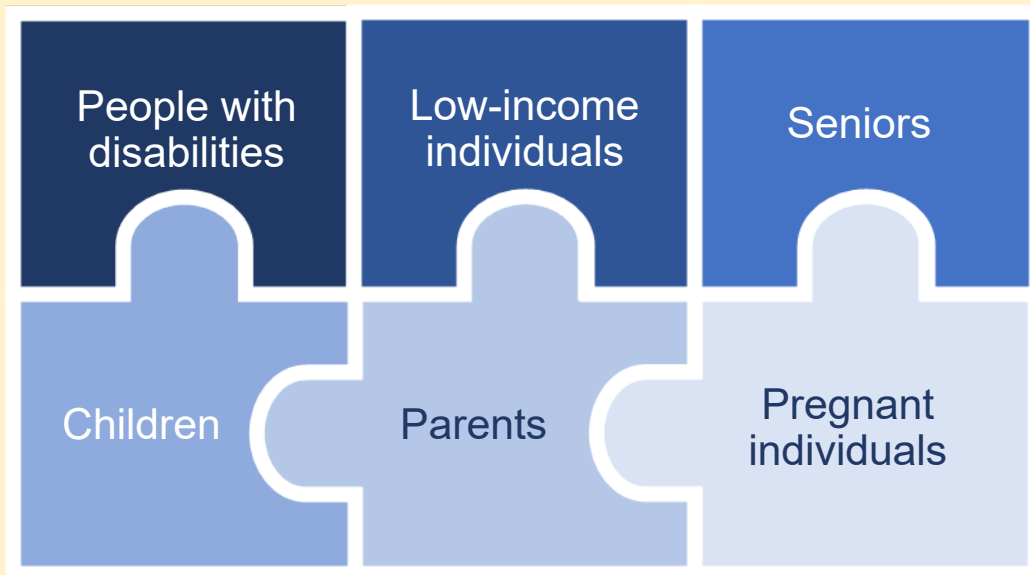 People with
disabilities
Low-income
individuals
Seniors
Children
Parents
Pregnant
individuals